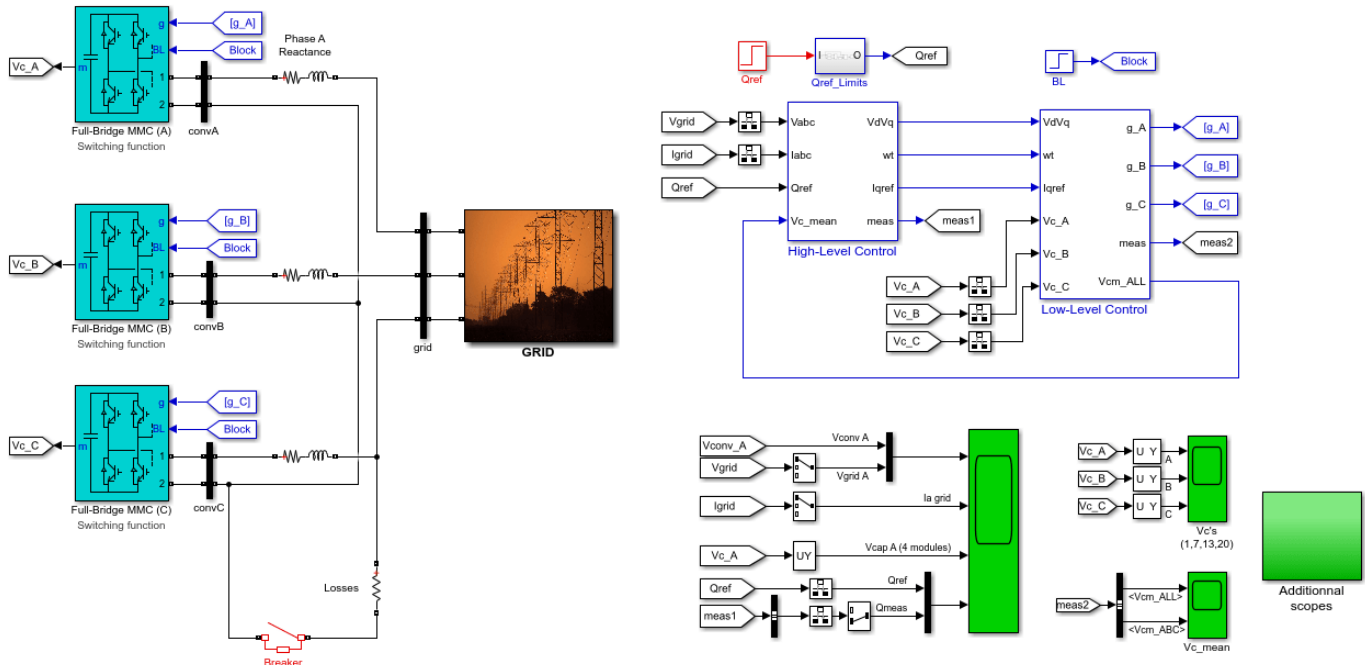 [g_A]
g
Block
BL
Vc_A
m
1
2
Full-Bridge MMC (A)
Switching function
convA
Phase A
Reactance
[g_B]
g
Block
BL
Vc_B
m
1
2
Full-Bridge MMC (B)
Switching function
convB
grid
GRID
[g_C]
g
Block
BL
Vc_C
m
1
2
Full-Bridge MMC (C)
Switching function
convC
Losses
Breaker
Qref
I
O
Qref_Limits
Qref
BL
Block
Vgrid
Igrid
Qref
Vabc
Iabc
Qref
Vc_mean
VdVq
wt
Iqref
meas
meas1
High-Level Control
VdVq
wt
Iqref
Vc_A
Vc_B
Vc_C
g_A
g_B
g_C
meas
Vcm_ALL
[g_A]
[g_B]
[g_C]
meas2
Low-Level Control
Vc_A
Vc_B
Vc_C
Vconv_A
Vconv A
Vgrid
Vgrid A
Igrid
Ia grid
Vc_A
UY
Vcap A (4 modules)
Qref
Qref
meas1
Qmeas
Vc_A
U Y
A
Vc_B
U Y
B
Vc_C
U Y
C
Vc's
(1,7,13,20)
meas2
<Vcm_ALL>
<Vcm_ABC>
Vc_mean
Additionnal
scopes